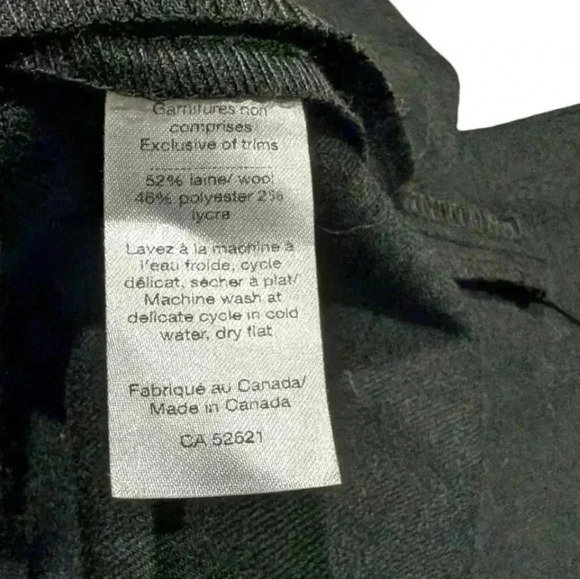 Garnitures non
comprises
Exclusive of trims
52% laine/ wool
46% polyester 2%
lycra
Lavez à la machine à
l'eau froide, cycle
délicat, sécher à plat/
Machine wash at
delicate cycle in cold
water, dry flat
Fabriqué au Canada/
Made in Canada
CA 52621